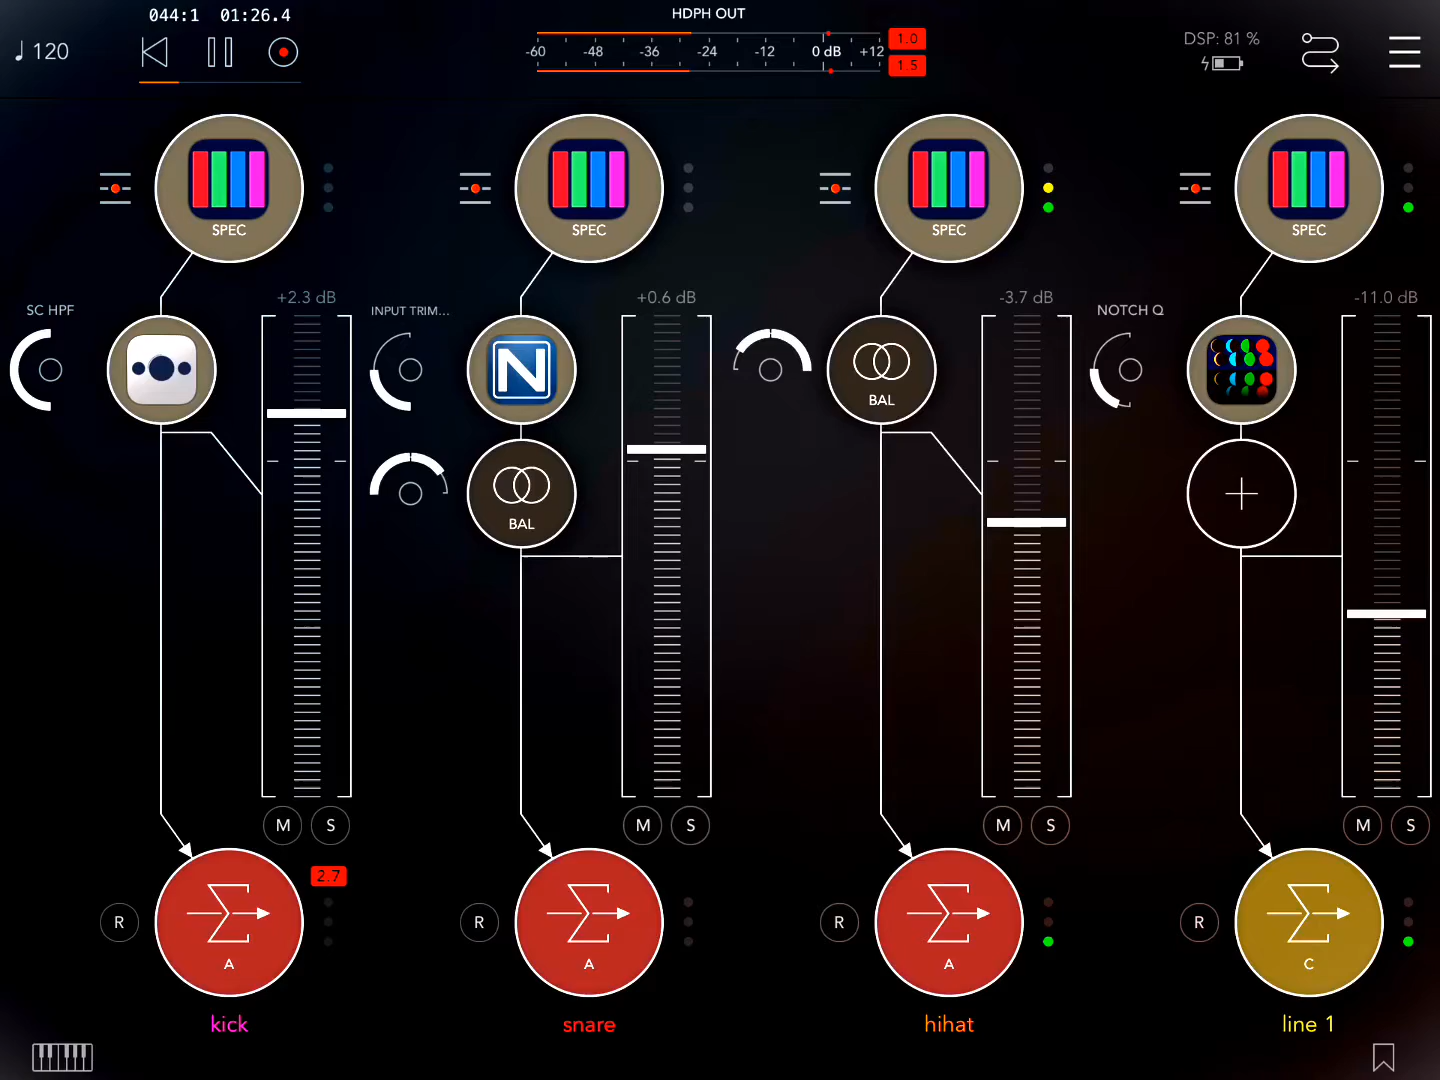 044:1 01:26.4
HDPH OUT
120
-60 -48 -36 -24 -12 0 dB +12
1.0
1.5
DSP: 81 %
SPEC
SPEC
SPEC
SPEC
SC HPF
+2.3 dB
INPUT TRIM...
+0.6 dB
-3.7 dB
NOTCH Q
-11.0 dB
N
BAL
BAL
M S
M S
M S
M S
2.7
R
A
R
A
R
A
R
C
kick
snare
hihat
line 1